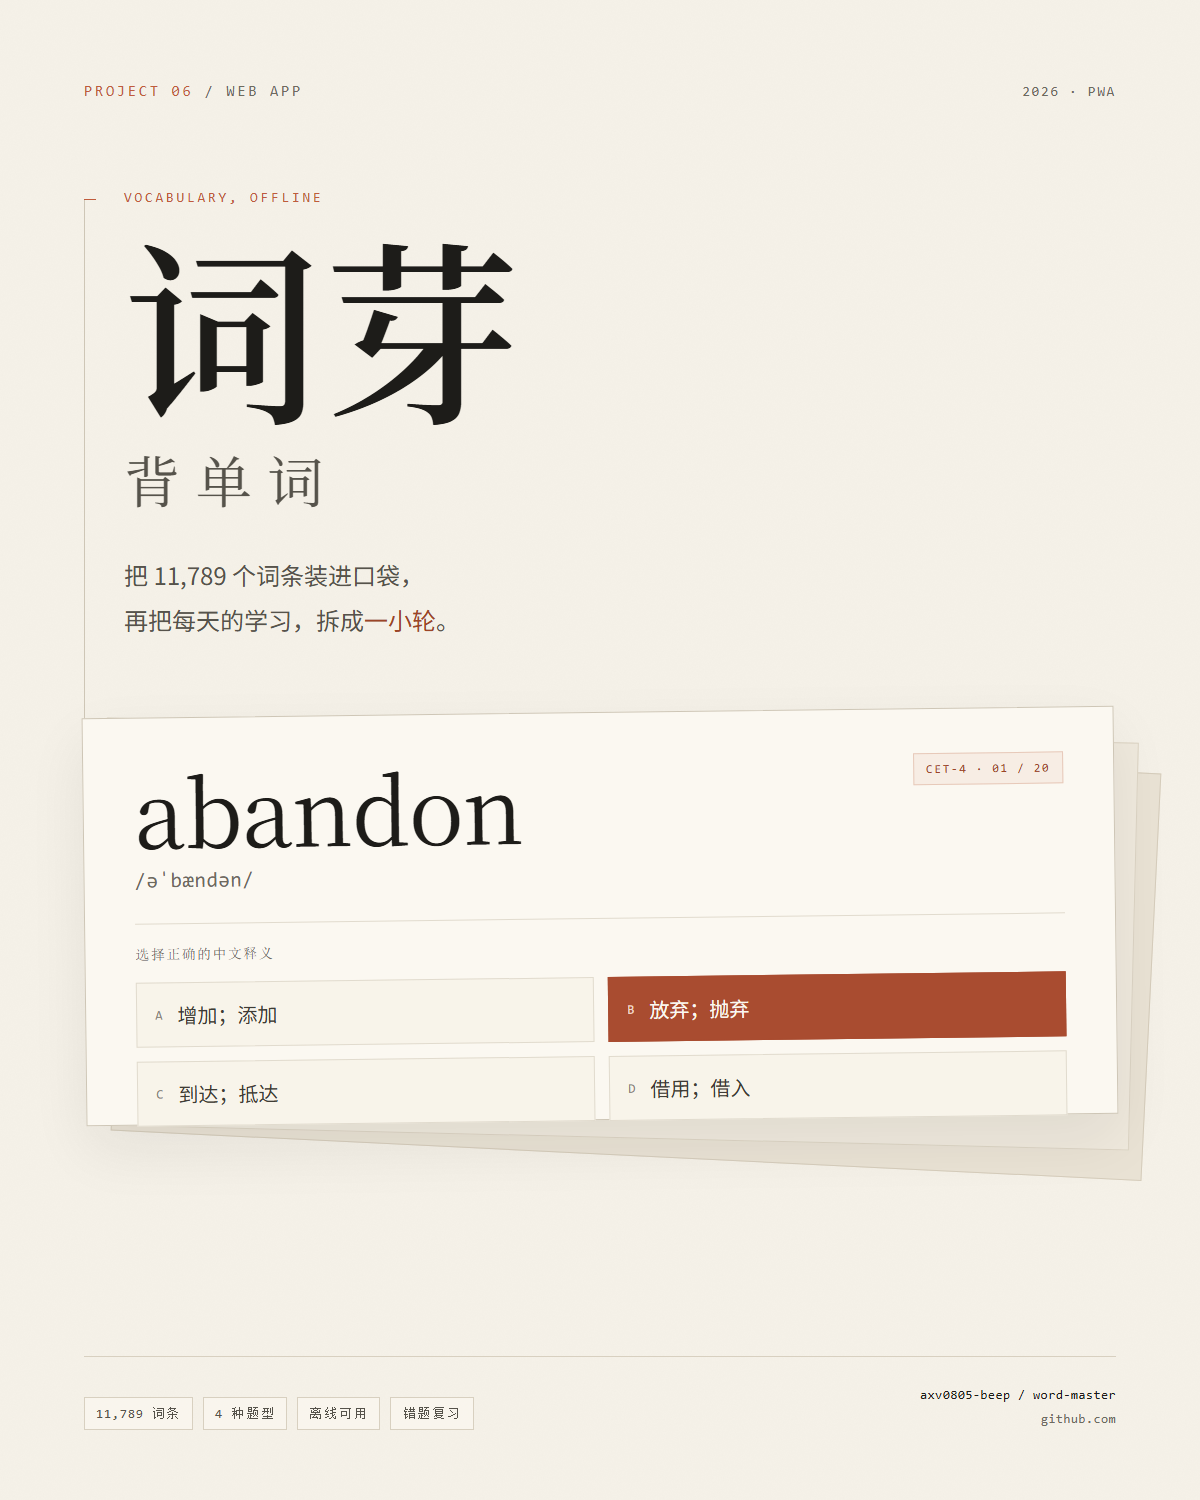 PROJECT 06 / WEB APP
2026 · PWA
VOCABULARY, OFFLINE
词芽
背单词
把 11,789 个词条装进口袋，
再把每天的学习，拆成一小轮。
CET-4 · 01 / 20
abandon
/əˈbændən/
选择正确的中文释义
A 增加；添加
B 放弃；抛弃
C 到达；抵达
D 借用；借入
11,789 词条
4 种题型
离线可用
错题复习
axv0805-beep / word-master
github.com